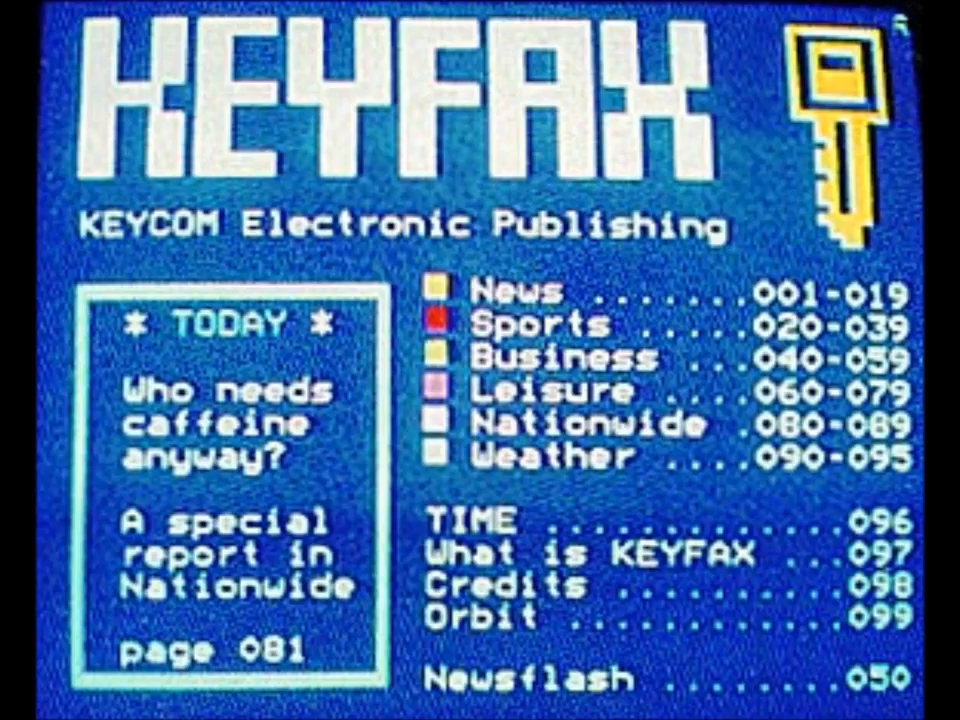 KEYFAX
KEYCOM Electronic Publishing
* TODAY *
Who needs
caffeine
anyway?
A special
report in
Nationwide
page 081
News .......001-019
Sports .....020-039
Business ...040-059
Leisure ....060-079
Nationwide .080-089
Weather ....090-095
TIME .............096
What is KEYFAX ...097
Credits ..........098
Orbit ............099
Newsflash ........050